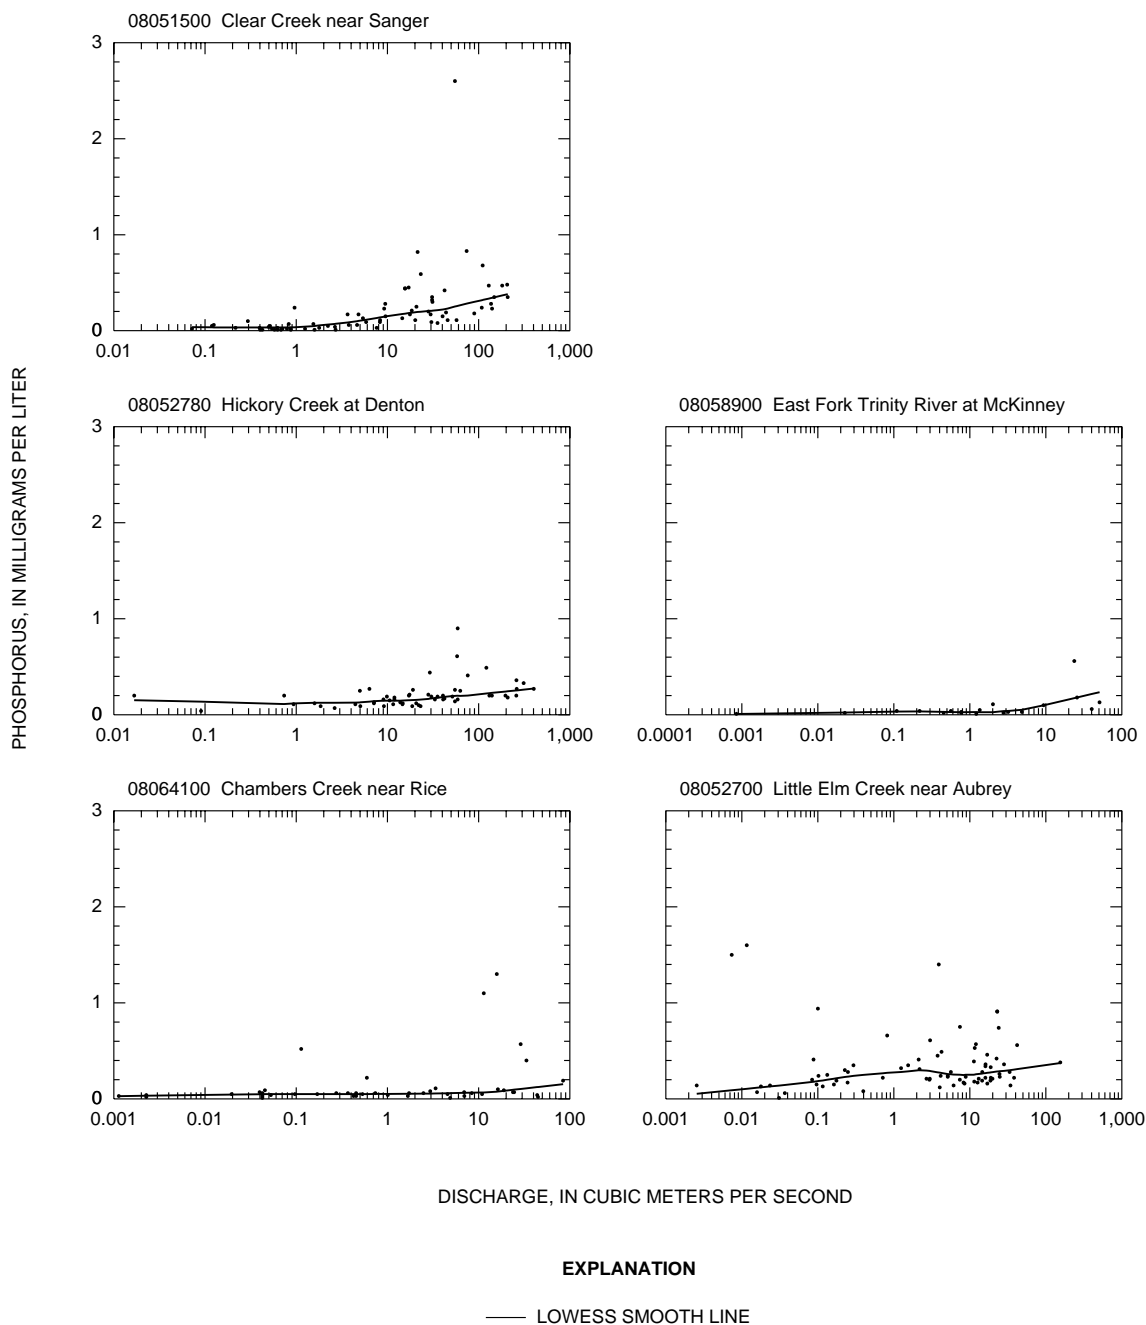 08051500 Clear Creek near Sanger
3
2
1
0
0.01 0.1 1 10 100 1,000
PHOSPHORUS, IN MILLIGRAMS PER LITER
08052780 Hickory Creek at Denton
3
2
1
0
0.01 0.1 1 10 100 1,000
08058900 East Fork Trinity River at McKinney
0.0001 0.001 0.01 0.1 1 10 100
08064100 Chambers Creek near Rice
3
2
1
0
0.001 0.01 0.1 1 10 100
08052700 Little Elm Creek near Aubrey
0.001 0.01 0.1 1 10 100 1,000
DISCHARGE, IN CUBIC METERS PER SECOND
EXPLANATION
LOWESS SMOOTH LINE